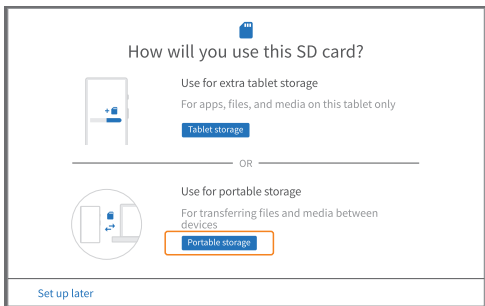 How will you use this SD card?
Use for extra tablet storage
For apps, files, and media on this tablet only
Tablet storage
OR
Use for portable storage
For transferring files and media between
devices
Portable storage
Set up later